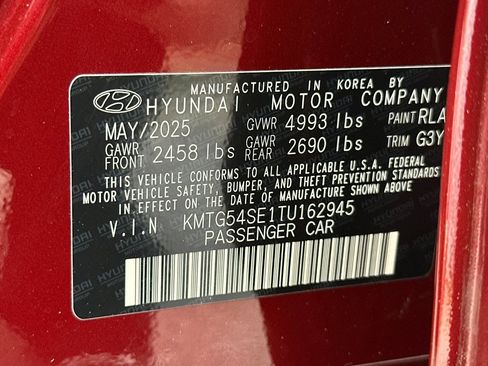 MANUFACTURED IN KOREA BY
HYUNDAI MOTOR COMPANY
MAY/2025 GVWR 4993 lbs PAINT RLA
GAWR FRONT 2458 lbs GAWR REAR 2690 lbs TRIM G3Y
THIS VEHICLE CONFORMS TO ALL APPLICABLE U.S.A. FEDERAL
MOTOR VEHICLE SAFETY, BUMPER, AND THEFT PREVENTION STANDARDS
IN EFFECT ON THE DATE OF MANUFACTURE SHOWN ABOVE
V.I.N KMTG54SE1TU162945
PASSENGER CAR